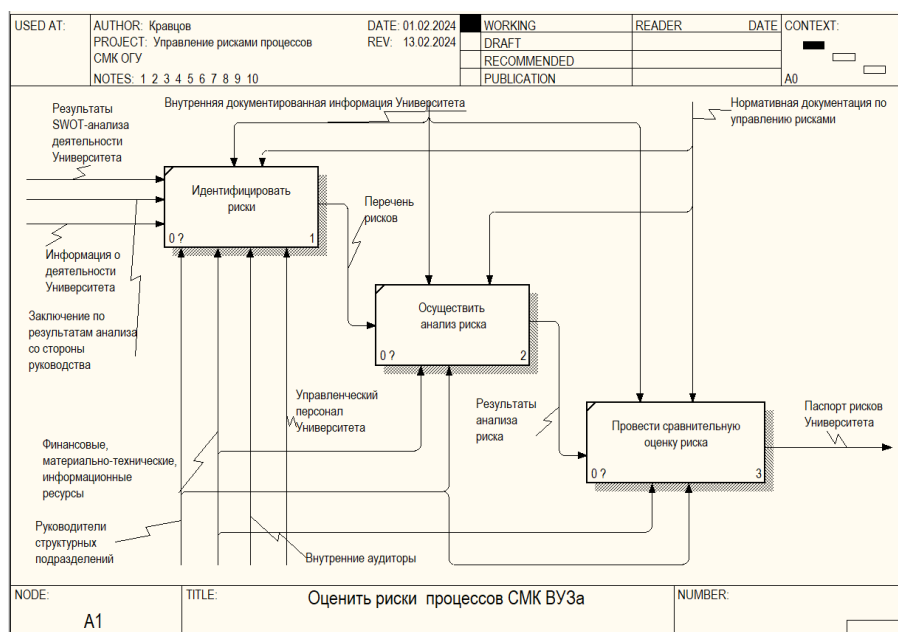 USED AT:
AUTHOR: Кравцов
DATE: 01.02.2024
WORKING
READER
DATE
CONTEXT:
PROJECT: Управление рисками процессов
СМК ОГУ
REV: 13.02.2024
DRAFT
RECOMMENDED
NOTES: 1 2 3 4 5 6 7 8 9 10
PUBLICATION
A0
Результаты
SWOT-анализа
деятельности
Университета
Внутренняя документированная информация Университета
Нормативная документация по
управлению рисками
Идентифицировать
риски
0 ?
1
Перечень
рисков
Информация о
деятельности
Университета
Заключение по
результатам анализа
со стороны
руководства
Осуществить
анализ риска
0 ?
2
Управленческий
персонал
Университета
Результаты
анализа
риска
Провести сравнительную
оценку риска
0 ?
3
Паспорт рисков
Университета
Финансовые,
материально-технические,
информационные
ресурсы
Руководители
структурных
подразделений
Внутренние аудиторы
NODE:
A1
TITLE:
Оценить риски процессов СМК ВУЗа
NUMBER: